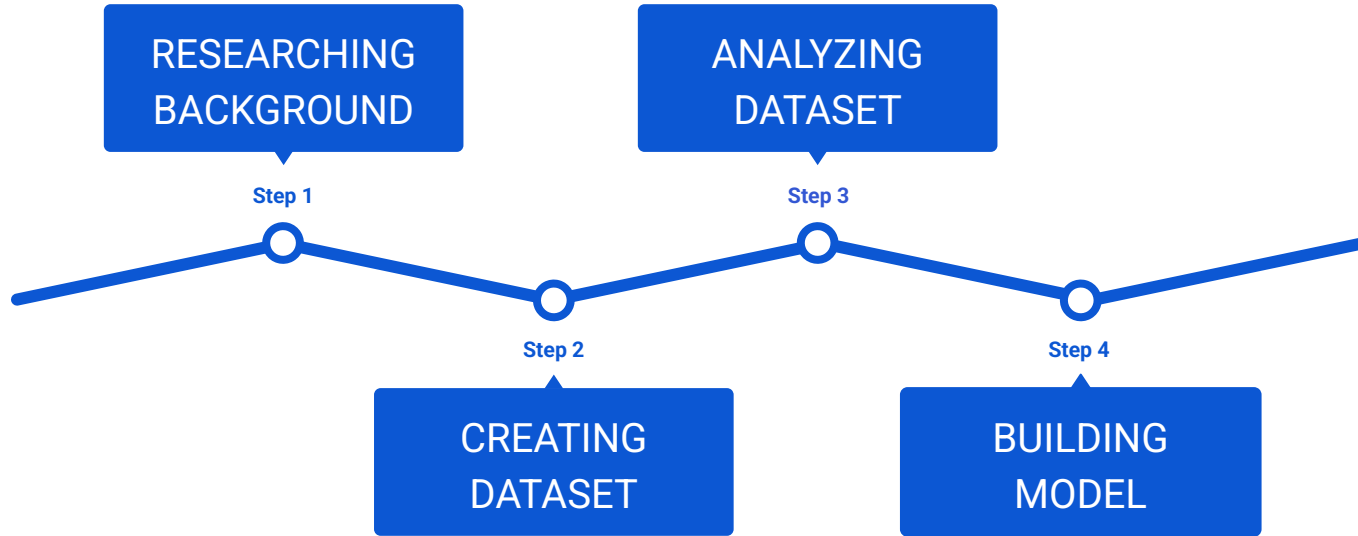 RESEARCHING
BACKGROUND
Step 1
CREATING
DATASET
Step 2
ANALYZING
DATASET
Step 3
BUILDING
MODEL
Step 4